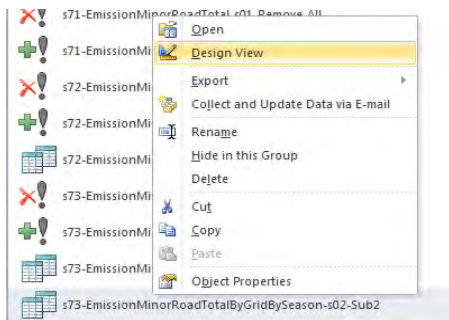 s71-EmissionMinorRoadTotal-s01-Remove-All
Open
s71-EmissionMi
Design View
s72-EmissionMi
Export
Collect and Update Data via E-mail
s72-EmissionMi
Rename
s72-EmissionMi
Hide in this Group
Delete
s73-EmissionMi
Cut
s73-EmissionMi
Copy
Paste
s73-EmissionMi
Object Properties
s73-EmissionMinorRoadTotalByGridBySeason-s02-Sub2